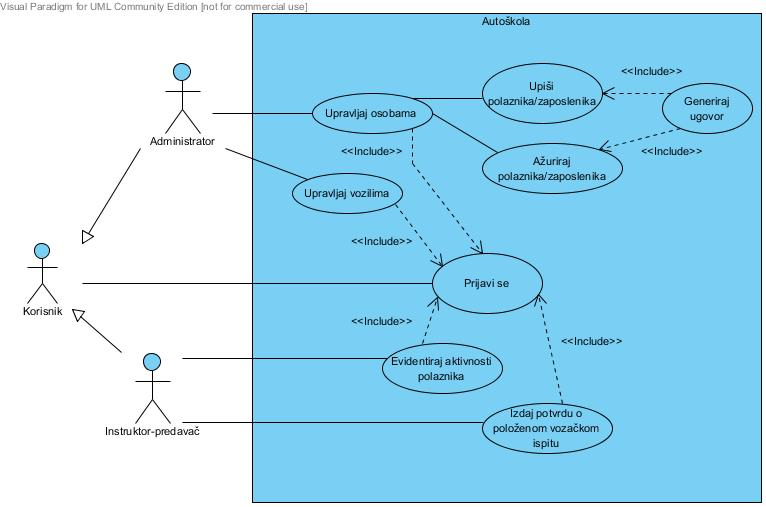 Visual Paradigm for UML Community Edition [not for commercial use]
Autoškola
Upiši
polaznika/zaposlenika
<<Include>>
Generiraj
ugovor
Upravljaj osobama
Administrator
<<Include>>
<<Include>>
Ažuriraj
polaznika/zaposlenika
Upravljaj vozilima
<<Include>>
Prijavi se
Korisnik
<<Include>>
<<Include>>
Evidentiraj aktivnosti
polaznika
Instruktor-predavač
Izdaj potvrdu o
položenom vozačkom
ispitu